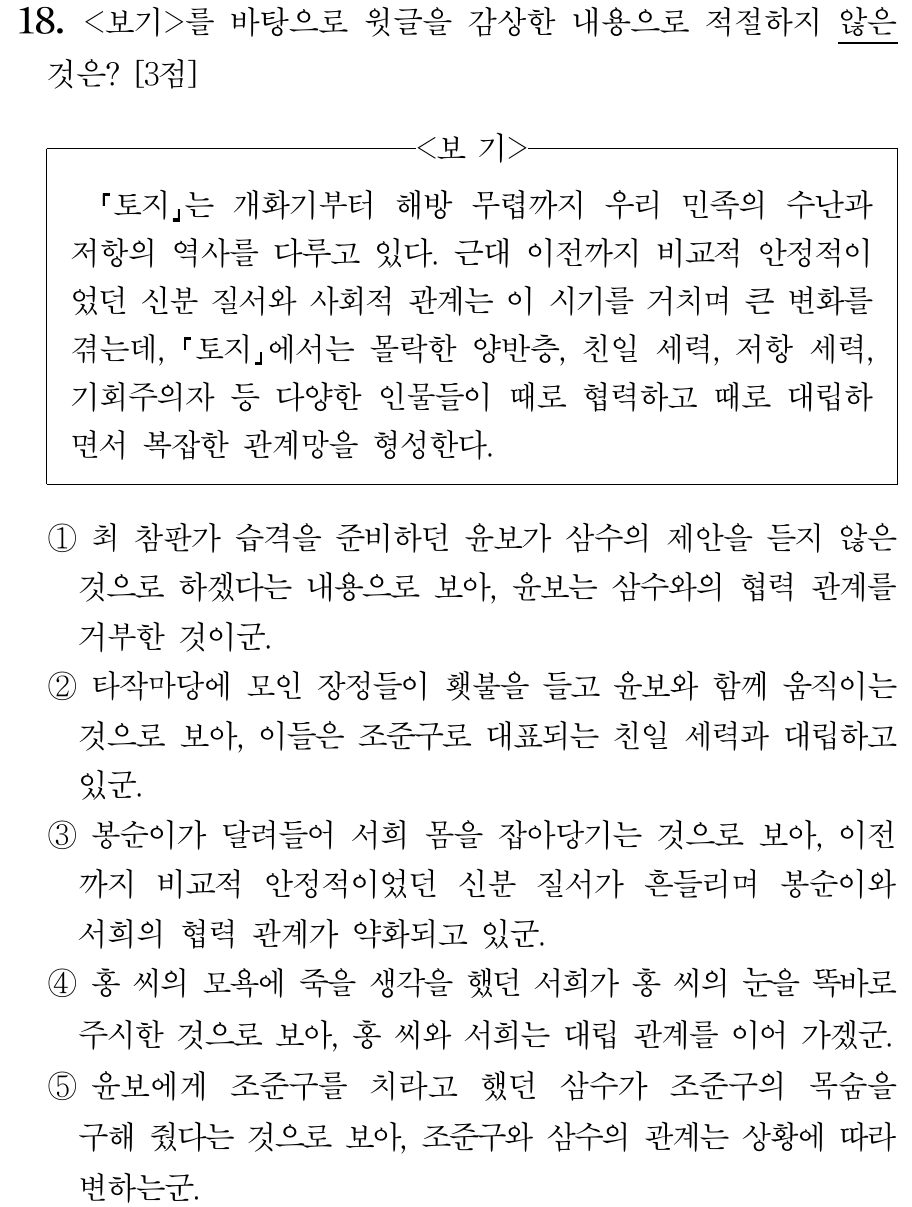 18. <보기>를 바탕으로 윗글을 감상한 내용으로 적절하지 않은
것은? [3점]
<보 기>
『토지』는 개화기부터 해방 무렵까지 우리 민족의 수난과
저항의 역사를 다루고 있다. 근대 이전까지 비교적 안정적이
었던 신분 질서와 사회적 관계는 이 시기를 거치며 큰 변화를
겪는데, 『토지』에서는 몰락한 양반층, 친일 세력, 저항 세력,
기회주의자 등 다양한 인물들이 때로 협력하고 때로 대립하
면서 복잡한 관계망을 형성한다.
① 최 참판가 습격을 준비하던 윤보가 삼수의 제안을 듣지 않은
것으로 하겠다는 내용으로 보아, 윤보는 삼수와의 협력 관계를
거부한 것이군.
② 타작마당에 모인 장정들이 횃불을 들고 윤보와 함께 움직이는
것으로 보아, 이들은 조준구로 대표되는 친일 세력과 대립하고
있군.
③ 봉순이가 달려들어 서희 몸을 잡아당기는 것으로 보아, 이전
까지 비교적 안정적이었던 신분 질서가 흔들리며 봉순이와
서희의 협력 관계가 약화되고 있군.
④ 홍 씨의 모욕에 죽을 생각을 했던 서희가 홍 씨의 눈을 똑바로
주시한 것으로 보아, 홍 씨와 서희는 대립 관계를 이어 가겠군.
⑤ 윤보에게 조준구를 치라고 했던 삼수가 조준구의 목숨을
구해 줬다는 것으로 보아, 조준구와 삼수의 관계는 상황에 따라
변하는군.